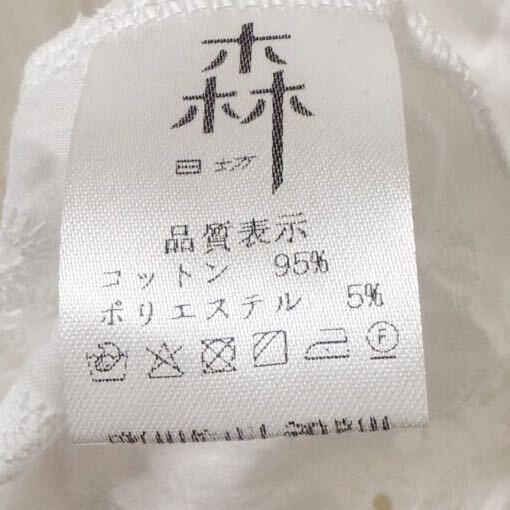 森
品質表示
コットン 95%
ポリエステル 5%
F